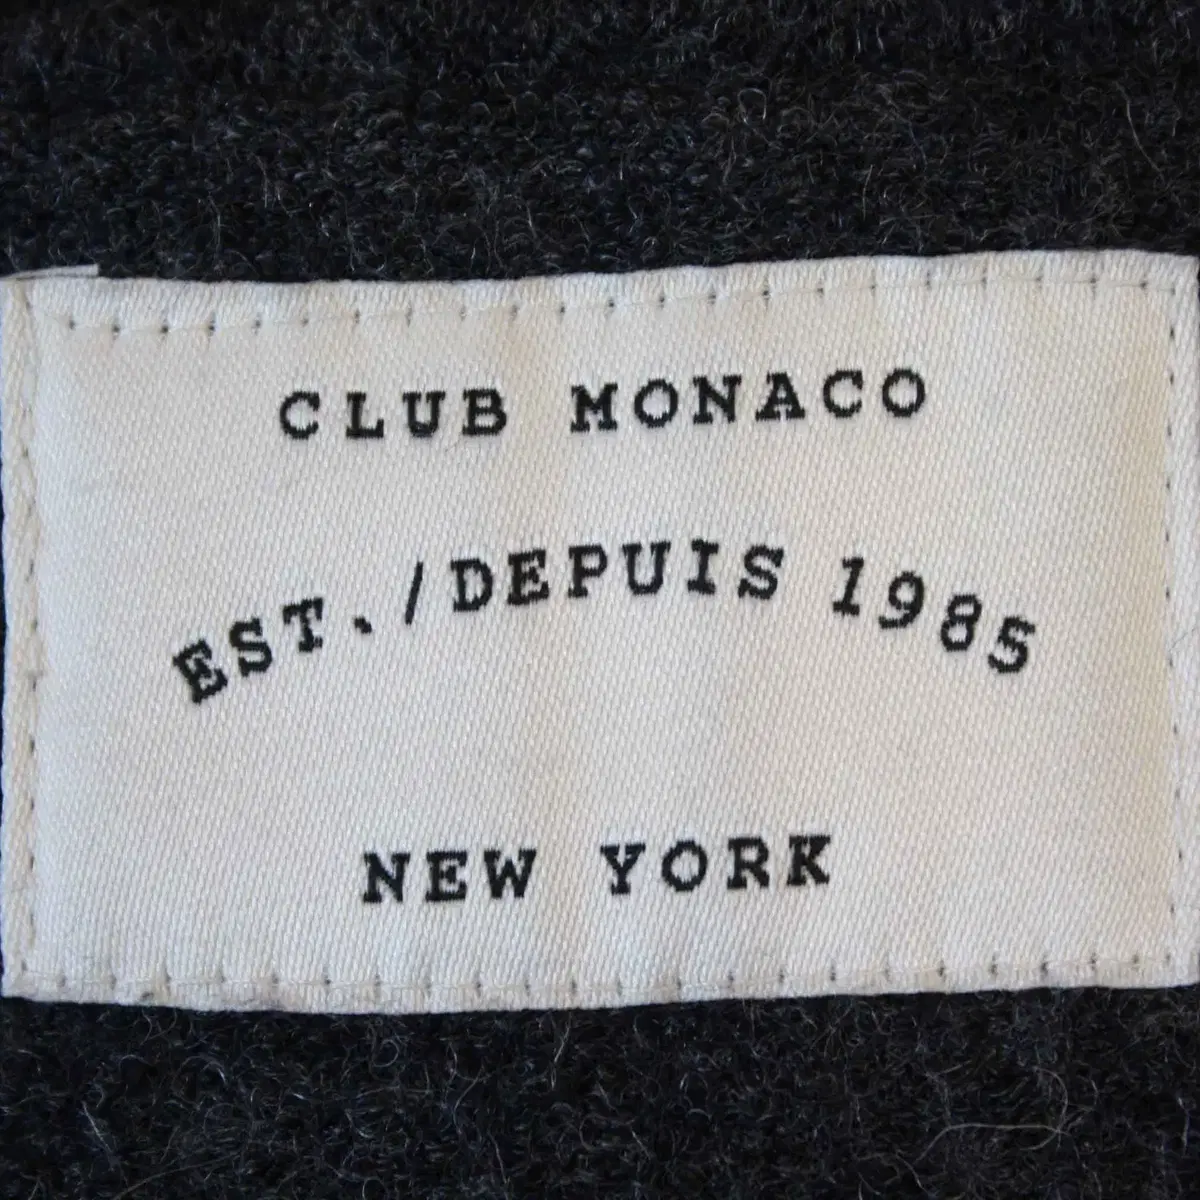 CLUB MONACO
EST./DEPUIS 1985
NEW YORK